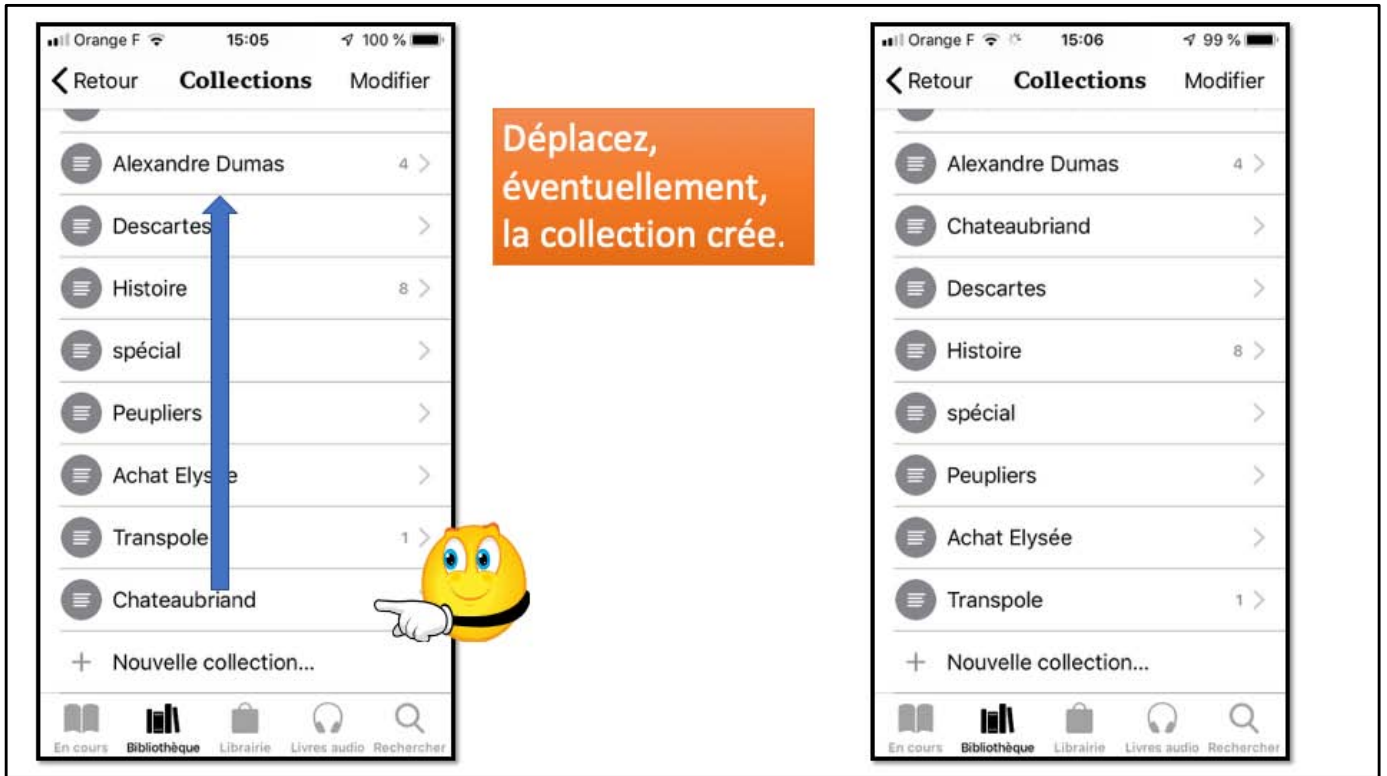 Orange F 15:05 100 %
Retour Collections Modifier
Alexandre Dumas 4
Descartes
Histoire 8
spécial
Peupliers
Achat Elysée
Transpole 1
Chateaubriand
+ Nouvelle collection...
En cours Bibliothèque Librairie Livres audio Rechercher
Déplacez,
éventuellement,
la collection crée.
Orange F 15:06 99 %
Retour Collections Modifier
Alexandre Dumas 4
Chateaubriand
Descartes
Histoire 8
spécial
Peupliers
Achat Elysée
Transpole 1
+ Nouvelle collection...
En cours Bibliothèque Librairie Livres audio Rechercher